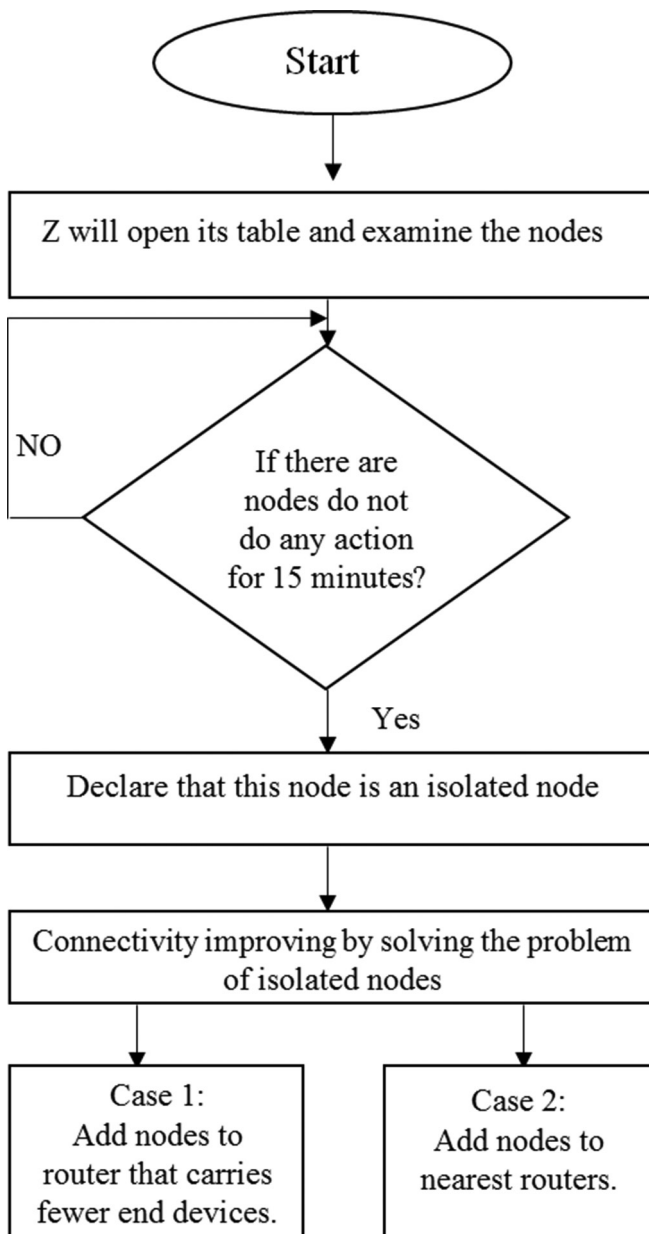 Start
Z will open its table and examine the nodes
NO
If there are
nodes do not
do any action
for 15 minutes?
Yes
Declare that this node is an isolated node
Connectivity improving by solving the problem
of isolated nodes
Case 1:
Add nodes to
router that carries
fewer end devices.
Case 2:
Add nodes to
nearest routers.